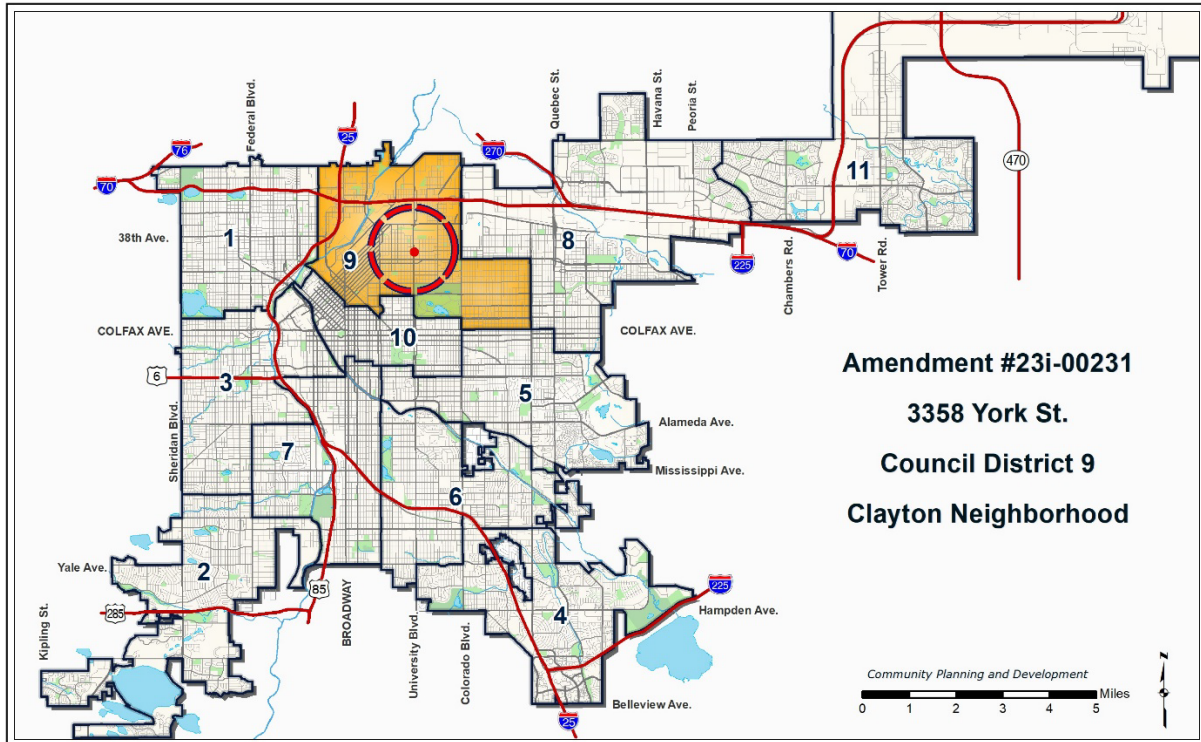 Federal Blvd.
Quebec St.
Havana St.
Peoria St.
25
76
270
70
470
11
1
38th Ave.
8
9
Chambers Rd.
Tower Rd.
225
70
COLFAX AVE.
COLFAX AVE.
10
6
3
Amendment #23i-00231
5
3358 York St.
Sheridan Blvd.
Alameda Ave.
7
Council District 9
Mississippi Ave.
6
Clayton Neighborhood
Yale Ave.
2
85
225
285
4
Hampden Ave.
Kipling St.
BROADWAY
University Blvd.
Colorado Blvd.
Community Planning and Development
N
Miles
0 1 2 3 4 5
Belleview Ave.
25